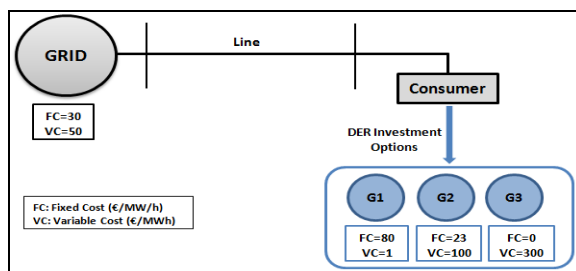 GRID
Line
Consumer
FC=30
VC=50
DER Investment
Options
FC: Fixed Cost (€/MW/h)
VC: Variable Cost (€/MWh)
G1
G2
G3
FC=80
VC=1
FC=23
VC=100
FC=0
VC=300